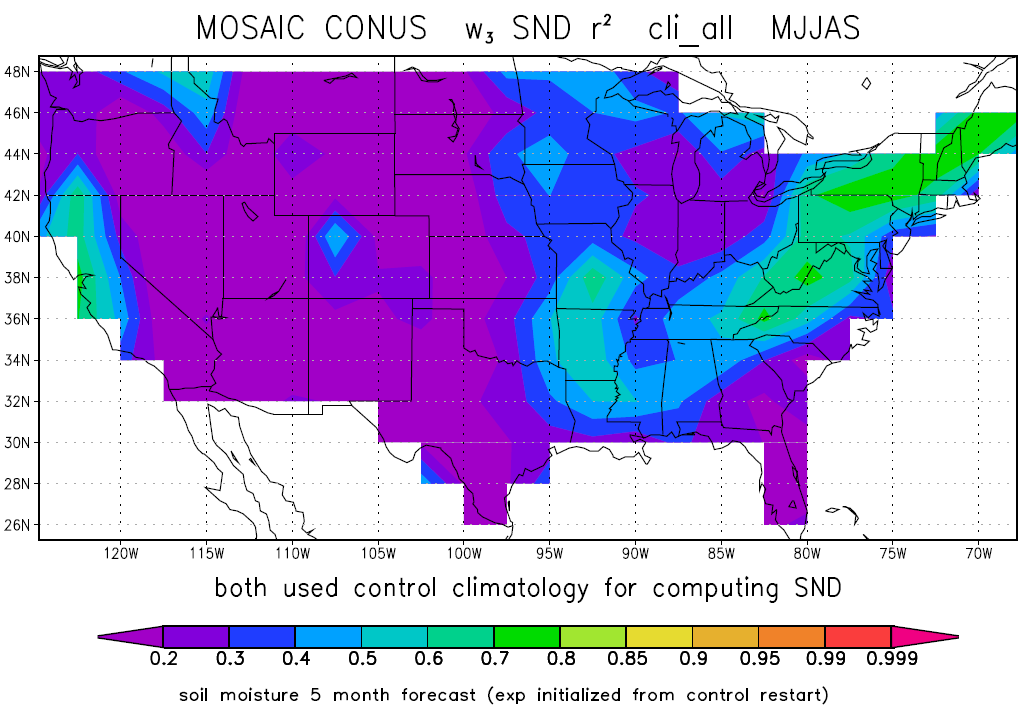 MOSAIC CONUS w₃ SND r² cli_all MJJAS
48N
46N
44N
42N
40N
38N
36N
34N
32N
30N
28N
26N
120W 115W 110W 105W 100W 95W 90W 85W 80W 75W 70W
both used control climatology for computing SND
0.2 0.3 0.4 0.5 0.6 0.7 0.8 0.85 0.9 0.95 0.99 0.999
soil moisture 5 month forecast (exp initialized from control restart)